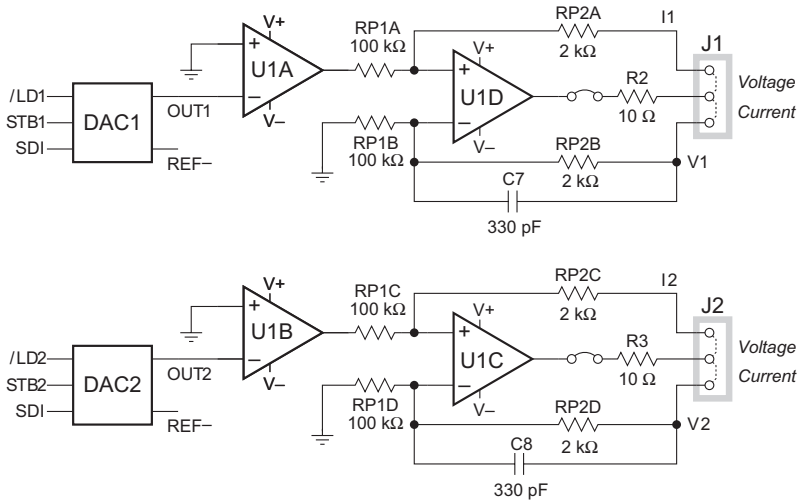 V+
RP1A
100 kΩ
RP2A
2 kΩ
I1
J1
+
U1A
−
V−
V+
+
U1D
−
V−
R2
10 Ω
Voltage
Current
/LD1
STB1
SDI
DAC1
OUT1
REF−
RP1B
100 kΩ
RP2B
2 kΩ
V1
C7
330 pF
V+
RP1C
100 kΩ
RP2C
2 kΩ
I2
J2
+
U1B
−
V−
V+
+
U1C
−
V−
R3
10 Ω
Voltage
Current
/LD2
STB2
SDI
DAC2
OUT2
REF−
RP1D
100 kΩ
RP2D
2 kΩ
V2
C8
330 pF